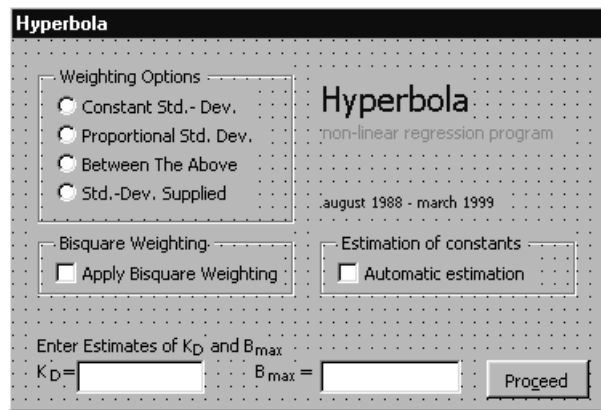 Hyperbola
Weighting Options
Constant Std.- Dev.
Proportional Std. Dev.
Between The Above
Std.-Dev. Supplied
Hyperbola
non-linear regression program
august 1988 - march 1999
Bisquare Weighting
Apply Bisquare Weighting
Estimation of constants
Automatic estimation
Enter Estimates of KD and Bmax
KD= Bmax = Proceed